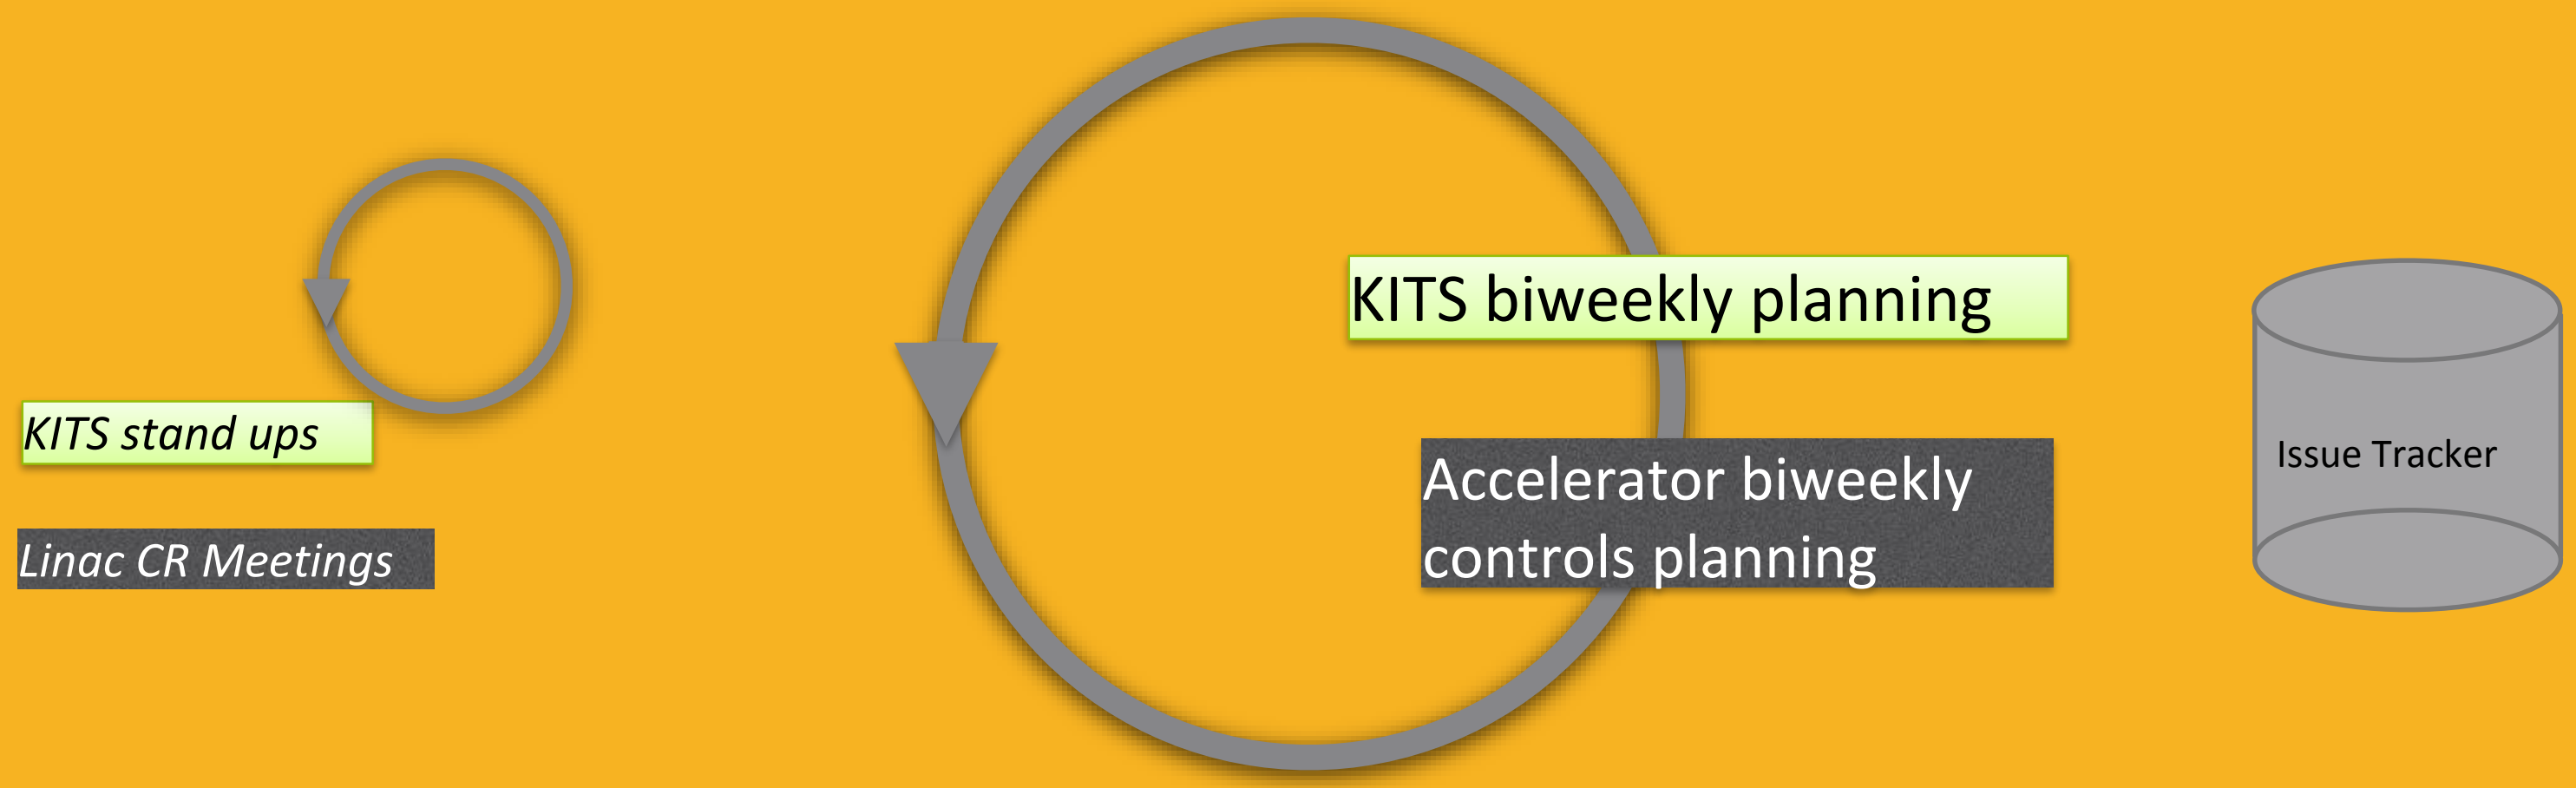 KITS stand ups
Linac CR Meetings
KITS biweekly planning
Accelerator biweekly
controls planning
Issue Tracker